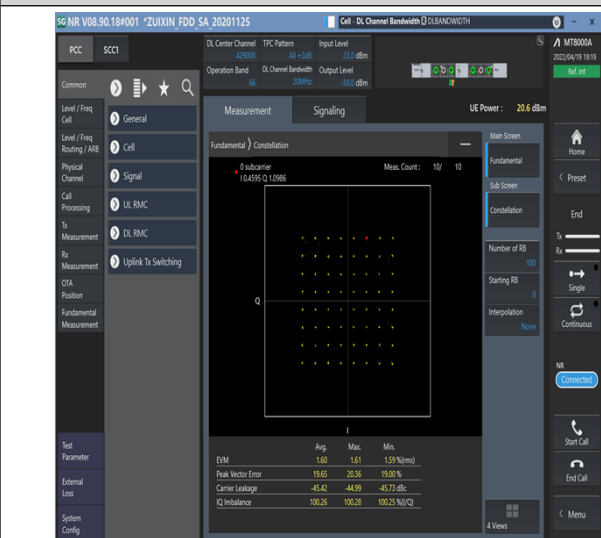 SG NR V08.90.18#001 *ZUIXIN_FDD_SA_20201125
Cell - DL Channel Bandwidth DLBANDWIDTH
PCC SCC1
DL Center Channel TPC Pattern Input Level
429000 All +3dB 23.0 dBm
Operation Band DL Channel Bandwidth Output Level
66 20MHz -50.0 dBm
MT8000A
2022/04/19 19:19
Ref. Int
Common
Level / Freq
Cell
Level / Freq
Routing / ARB
Physical
Channel
Call
Processing
Tx
Measurement
Rx
Measurement
OTA
Position
Fundamental
Measurement
Test
Parameter
External
Loss
System
Config
General
Cell
Signal
UL RMC
DL RMC
Uplink Tx Switching
Measurement Signaling
UE Power : 20.6 dBm
Fundamental Constellation
0 subcarrier Meas. Count : 10/ 10
I 0.4595 Q 1.0986
Q
I
Avg. Max. Min.
EVM 1.60 1.61 1.59 %(rms)
Peak Vector Error 19.65 20.36 19.00 %
Carrier Leakage -45.42 -44.99 -45.73 dBc
IQ Imbalance 100.26 100.28 100.25 %(I/Q)
Main Screen
Fundamental
Sub Screen
Constellation
Number of RB
100
Starting RB
0
Interpolation
None
4 Views
Home
Preset
End
Tx
Rx
Single
Continuous
NR
Connected
Start Call
End Call
Menu